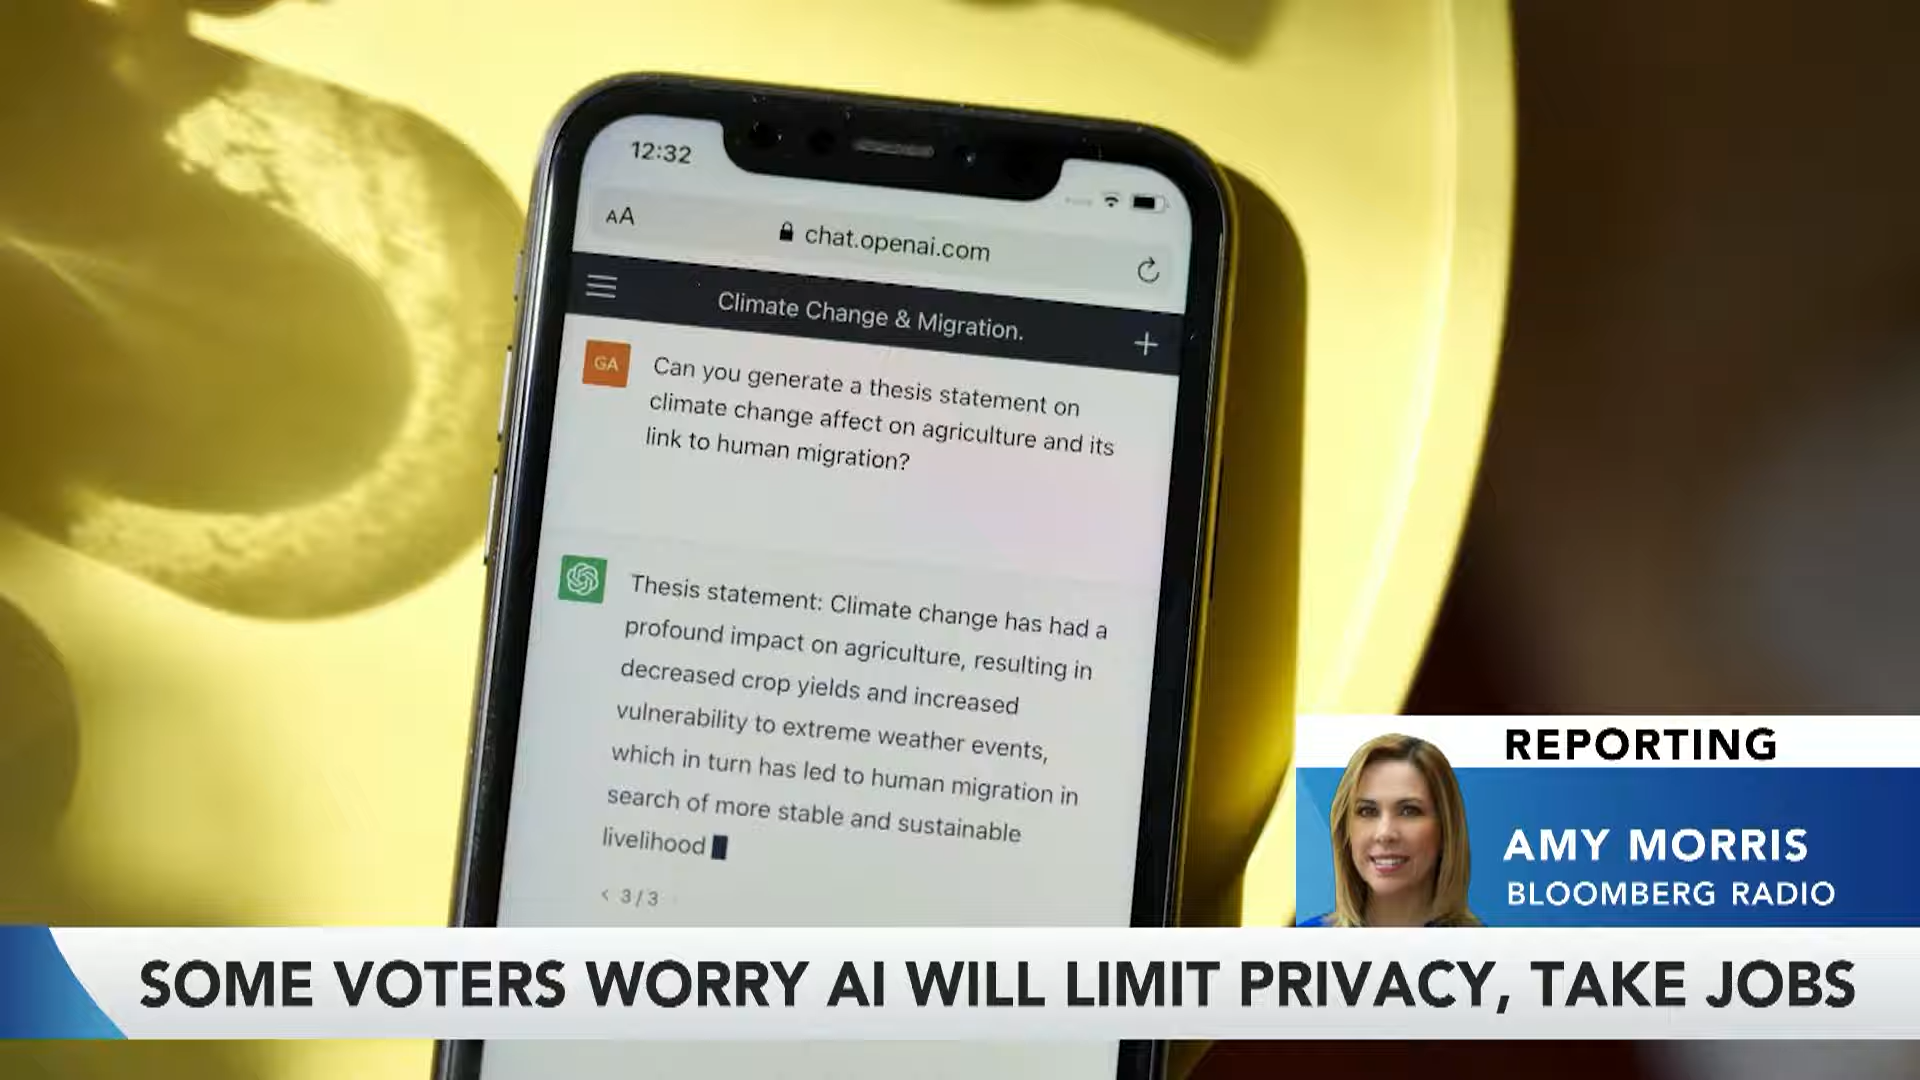 12:32
AA
chat.openai.com
Climate Change & Migration.
GA
Can you generate a thesis statement on
climate change affect on agriculture and its
link to human migration?
Thesis statement: Climate change has had a
profound impact on agriculture, resulting in
decreased crop yields and increased
vulnerability to extreme weather events,
which in turn has led to human migration in
search of more stable and sustainable
livelihood
< 3/3
REPORTING
AMY MORRIS
BLOOMBERG RADIO
SOME VOTERS WORRY AI WILL LIMIT PRIVACY, TAKE JOBS